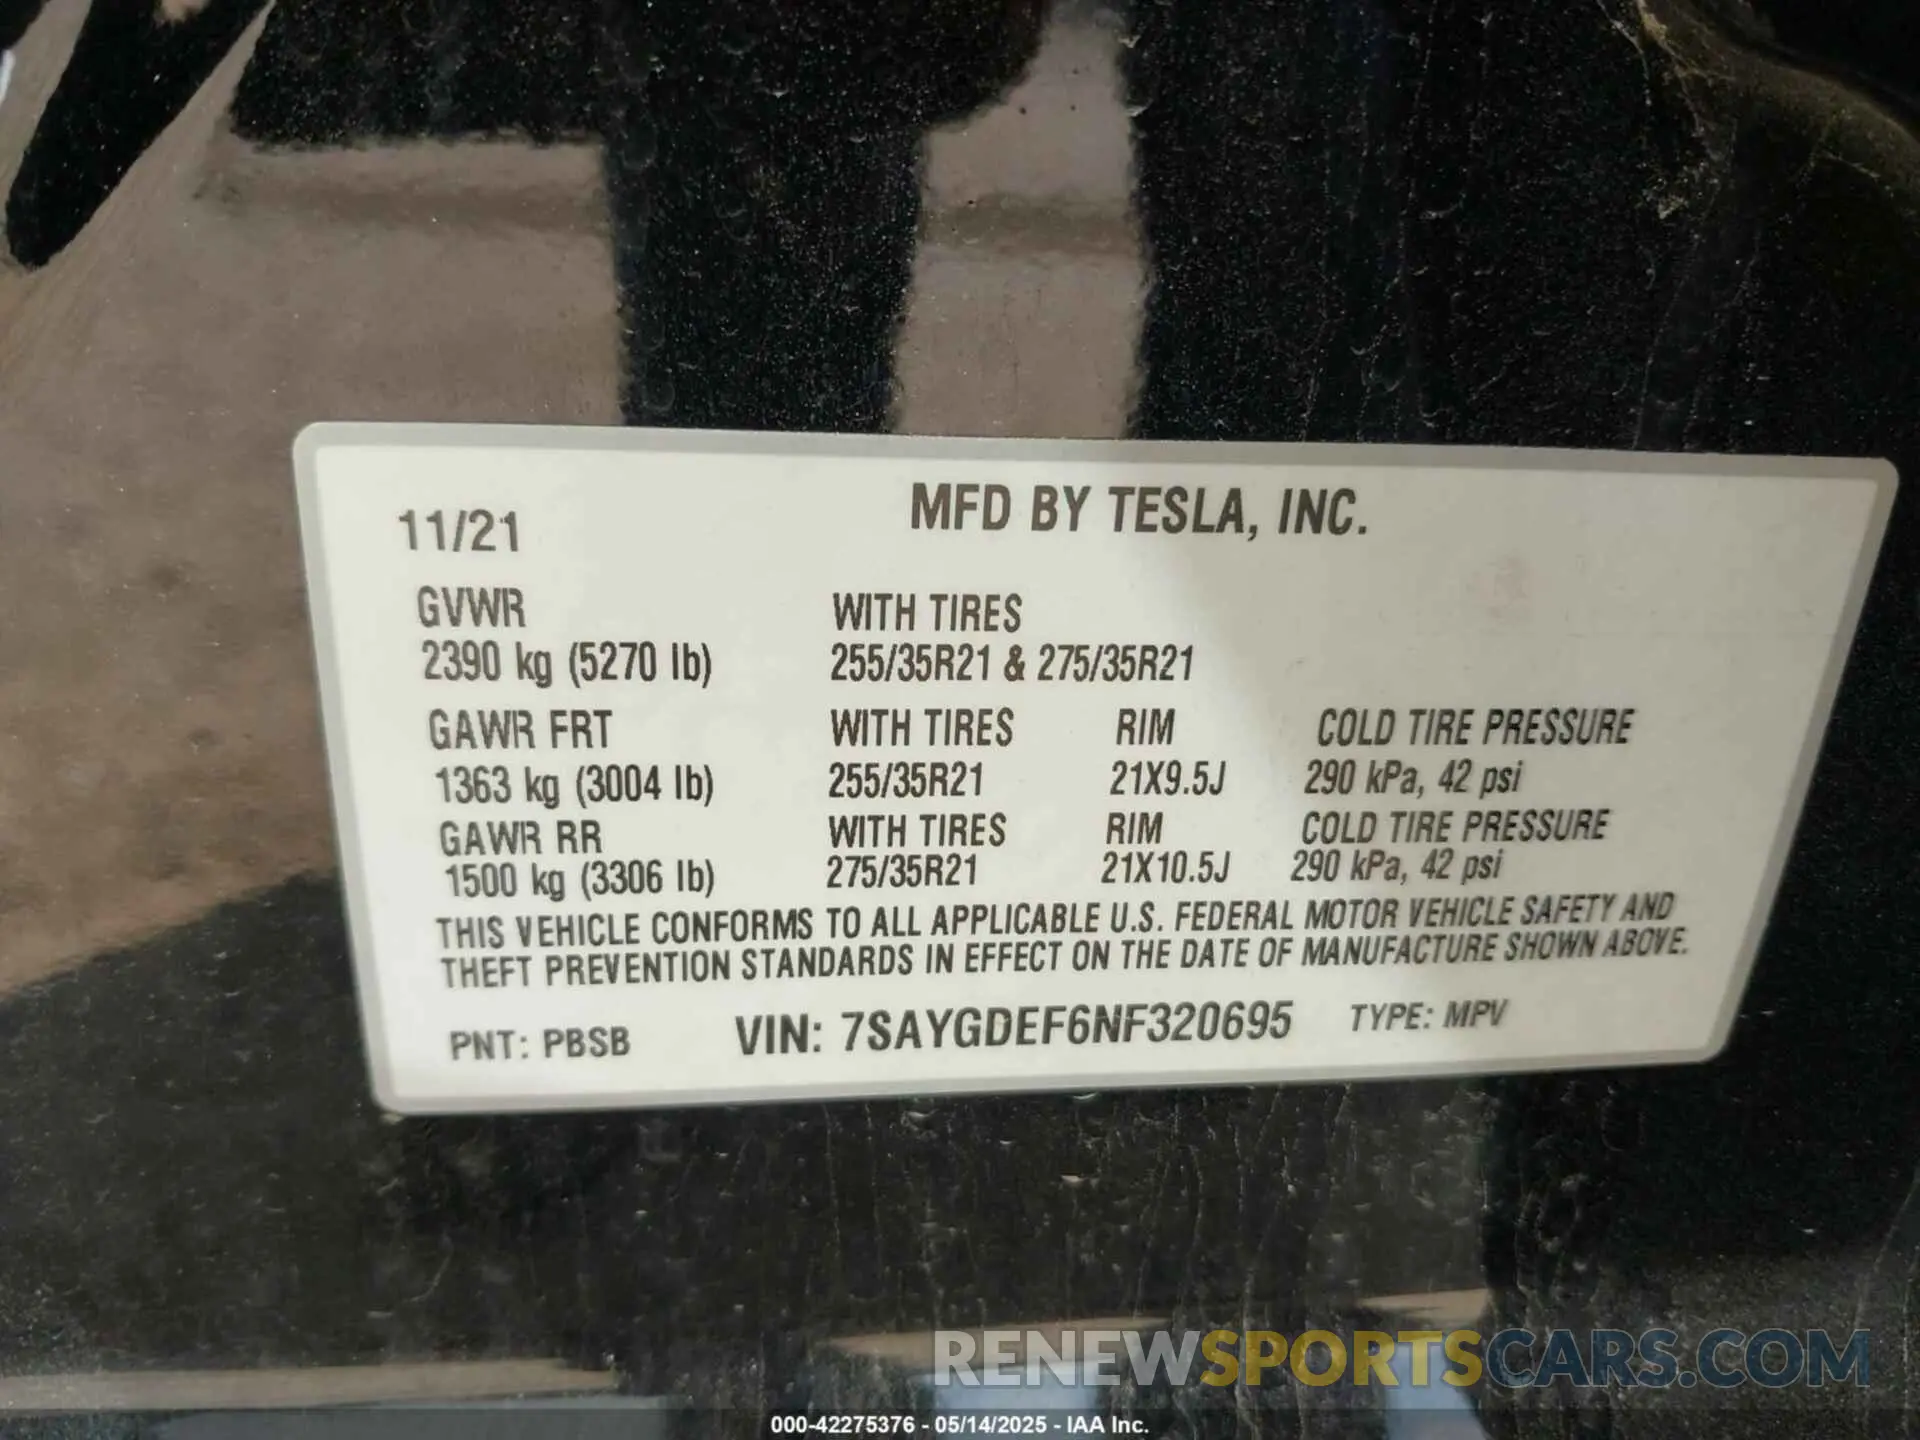 11/21 MFD BY TESLA, INC.
GVWR WITH TIRES
2390 kg (5270 lb) 255/35R21 & 275/35R21
GAWR FRT WITH TIRES RIM COLD TIRE PRESSURE
1363 kg (3004 lb) 255/35R21 21X9.5J 290 kPa, 42 psi
GAWR RR WITH TIRES RIM COLD TIRE PRESSURE
1500 kg (3306 lb) 275/35R21 21X10.5J 290 kPa, 42 psi
THIS VEHICLE CONFORMS TO ALL APPLICABLE U.S. FEDERAL MOTOR VEHICLE SAFETY AND
THEFT PREVENTION STANDARDS IN EFFECT ON THE DATE OF MANUFACTURE SHOWN ABOVE.
PNT: PBSB VIN: 7SAYGDEF6NF320695 TYPE: MPV
RENEWSPORTSCARS.COM
000-42275376 - 05/14/2025 - IAA Inc.